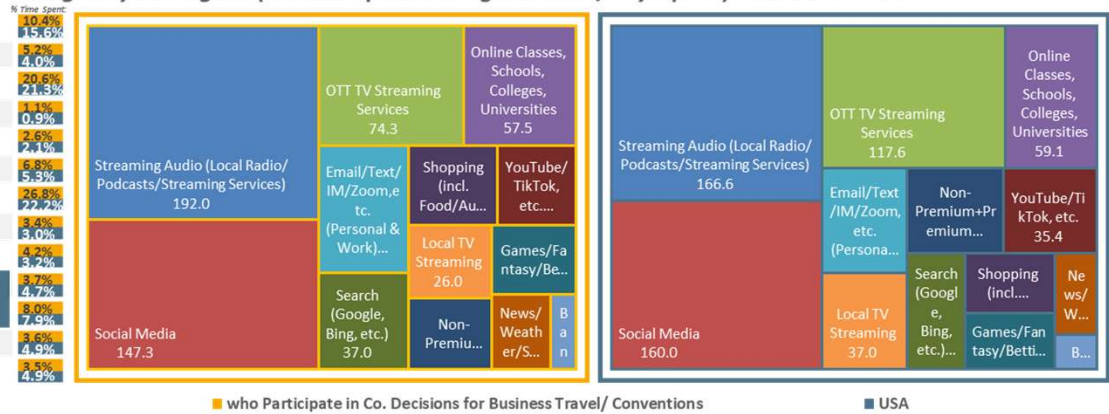 % Time Spent:
10.4%
15.6%
5.2%
4.0%
20.6%
21.3%
1.1%
0.9%
2.6%
2.1%
6.8%
5.3%
26.8%
22.2%
3.4%
3.0%
4.2%
3.2%
3.7%
4.7%
8.0%
7.9%
3.6%
4.9%
3.5%
4.9%
Streaming Audio (Local Radio/
Podcasts/Streaming Services)
192.0
Social Media
147.3
OTT TV Streaming
Services
74.3
Online Classes,
Schools,
Colleges,
Universities
57.5
Email/Text/
IM/Zoom,e
tc.
(Personal &
Work)...
Shopping
(incl.
Food/Au...
YouTube/
TikTok,
etc....
Local TV
Streaming
26.0
Games/Fa
ntasy/Be...
Search
(Google,
Bing, etc.)
37.0
Non-
Premiu...
News/
Weath
er/S...
B
a
n
Streaming Audio (Local Radio/
Podcasts/Streaming Services)
166.6
Social Media
160.0
OTT TV Streaming
Services
117.6
Online
Classes,
Schools,
Colleges,
Universities
59.1
Email/Text
/IM/Zoom,
etc.
(Persona...
Non-
Premium+Pr
emium...
YouTube/Ti
kTok, etc.
35.4
Local TV
Streaming
37.0
Search
(Googl
e,
Bing,
etc.)...
Shopping
(incl....
Ne
ws/
W...
Games/Fan
tasy/Betti...
B...
who Participate in Co. Decisions for Business Travel/ Conventions
USA